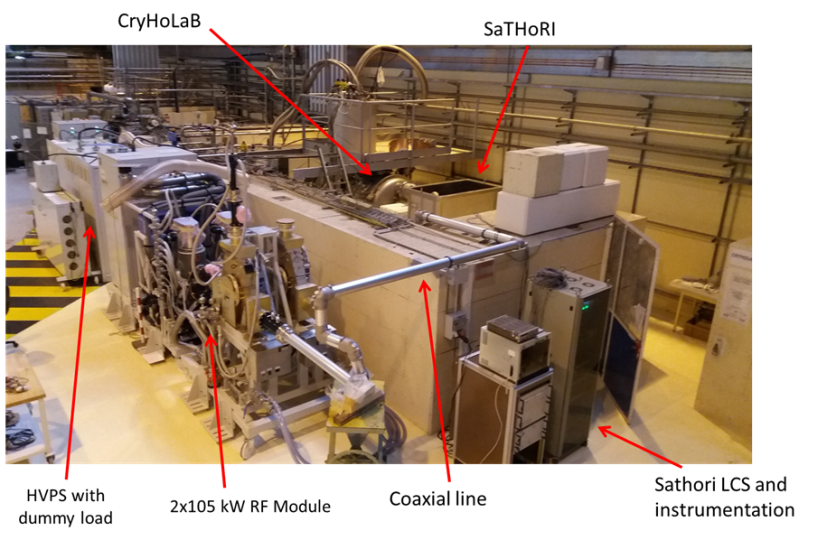 CryHoLaB
SaTHoRI
HVPS with
dummy load
2x105 kW RF Module
Coaxial line
Sathori LCS and
instrumentation